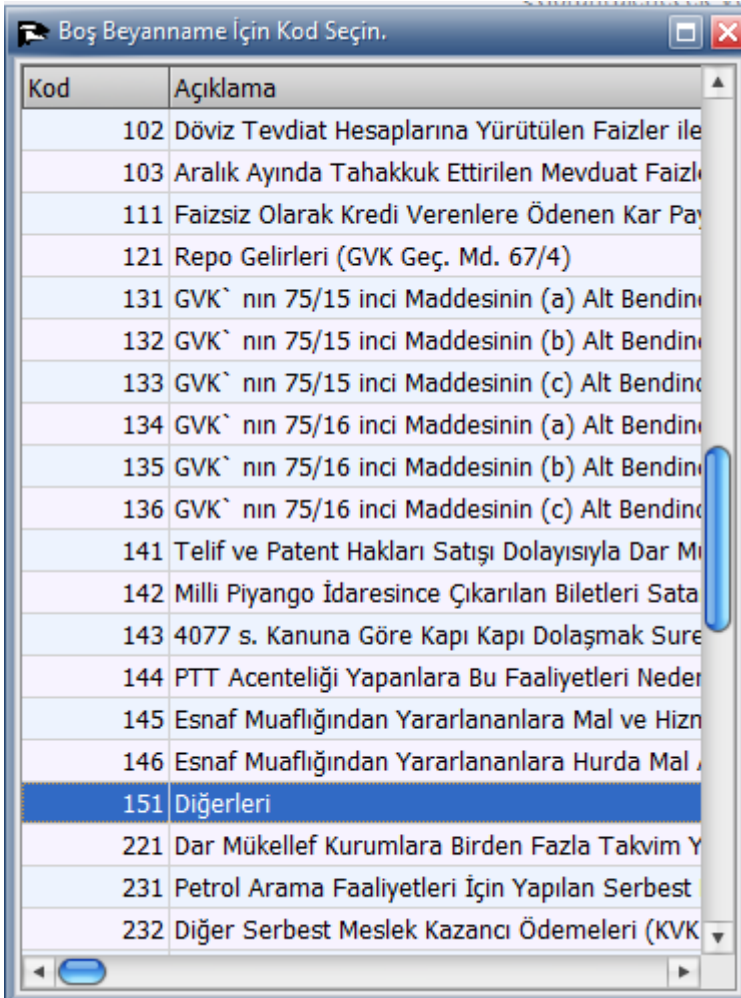 Boş Beyanname İçin Kod Seçin.
Kod Açıklama
102 Döviz Tevdiat Hesaplarına Yürütülen Faizler ile
103 Aralık Ayında Tahakkuk Ettirilen Mevduat
111 Faizsiz Olarak Kredi Verenlere Ödenen Kar
121 Repo Gelirleri (GVK Geç. Md. 67/4)
131 GVK` nın 75/15 inci Maddesinin (a) Alt
132 GVK` nın 75/15 inci Maddesinin (b) Alt
133 GVK` nın 75/15 inci Maddesinin (c) Alt
134 GVK` nın 75/16 inci Maddesinin (a) Alt
135 GVK` nın 75/16 inci Maddesinin (b) Alt
136 GVK` nın 75/16 inci Maddesinin (c) Alt
141 Telif ve Patent Hakları Satışı Dolayısıyla Dar
142 Milli Piyango İdaresince Çıkarılan Biletleri Sata
143 4077 s. Kanuna Göre Kapı Kapı Dolaşmak Sure
144 PTT Acenteliği Yapanlara Bu Faaliyetleri
145 Esnaf Muaflığından Yararlananlara Mal ve
146 Esnaf Muaflığından Yararlananlara Hurda Mal
151 Diğerleri
221 Dar Mükellef Kurumlara Birden Fazla Takvim Y
231 Petrol Arama Faaliyetleri İçin Yapılan Serbest
232 Diğer Serbest Meslek Kazancı Ödemeleri (KVK